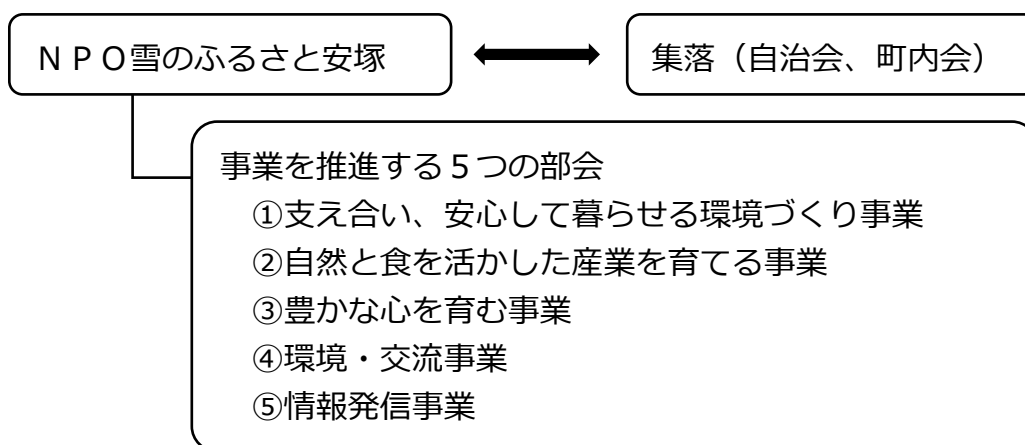 ＮＰＯ雪のふるさと安塚
集落（自治会、町内会）
事業を推進する５つの部会
①支え合い、安心して暮らせる環境づくり事業
②自然と食を活かした産業を育てる事業
③豊かな心を育む事業
④環境・交流事業
⑤情報発信事業